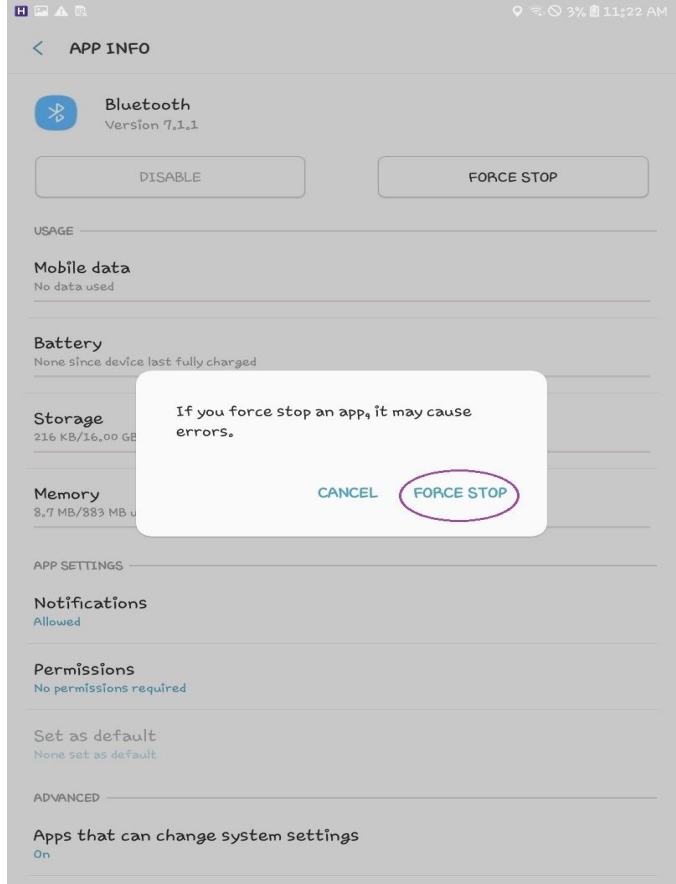 H 3% 11:22 AM
APP INFO
Bluetooth
Version 7.1.1
DISABLE FORCE STOP
USAGE
Mobile data
No data used
Battery
None since device last fully charged
Storage
216 KB/16.00 GB
Memory
8.7 MB/883 MB u
If you force stop an app, it may cause
errors.
CANCEL FORCE STOP
APP SETTINGS
Notifications
Allowed
Permissions
No permissions required
Set as default
None set as default
ADVANCED
Apps that can change system settings
On